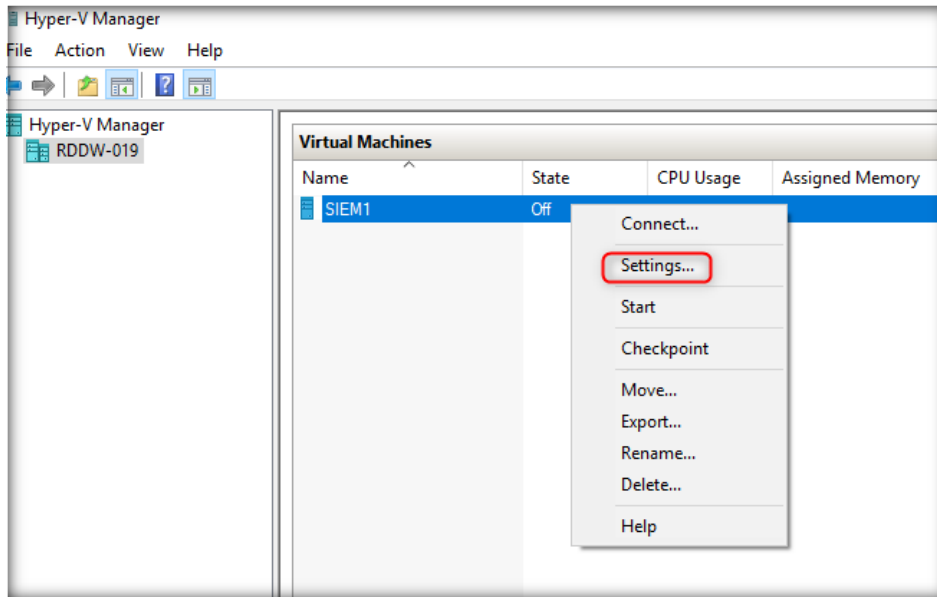 Hyper-V Manager
File Action View Help
Hyper-V Manager
RDDW-019
Virtual Machines
Name State CPU Usage Assigned Memory
SIEM1 Off
Connect...
Settings...
Start
Checkpoint
Move...
Export...
Rename...
Delete...
Help